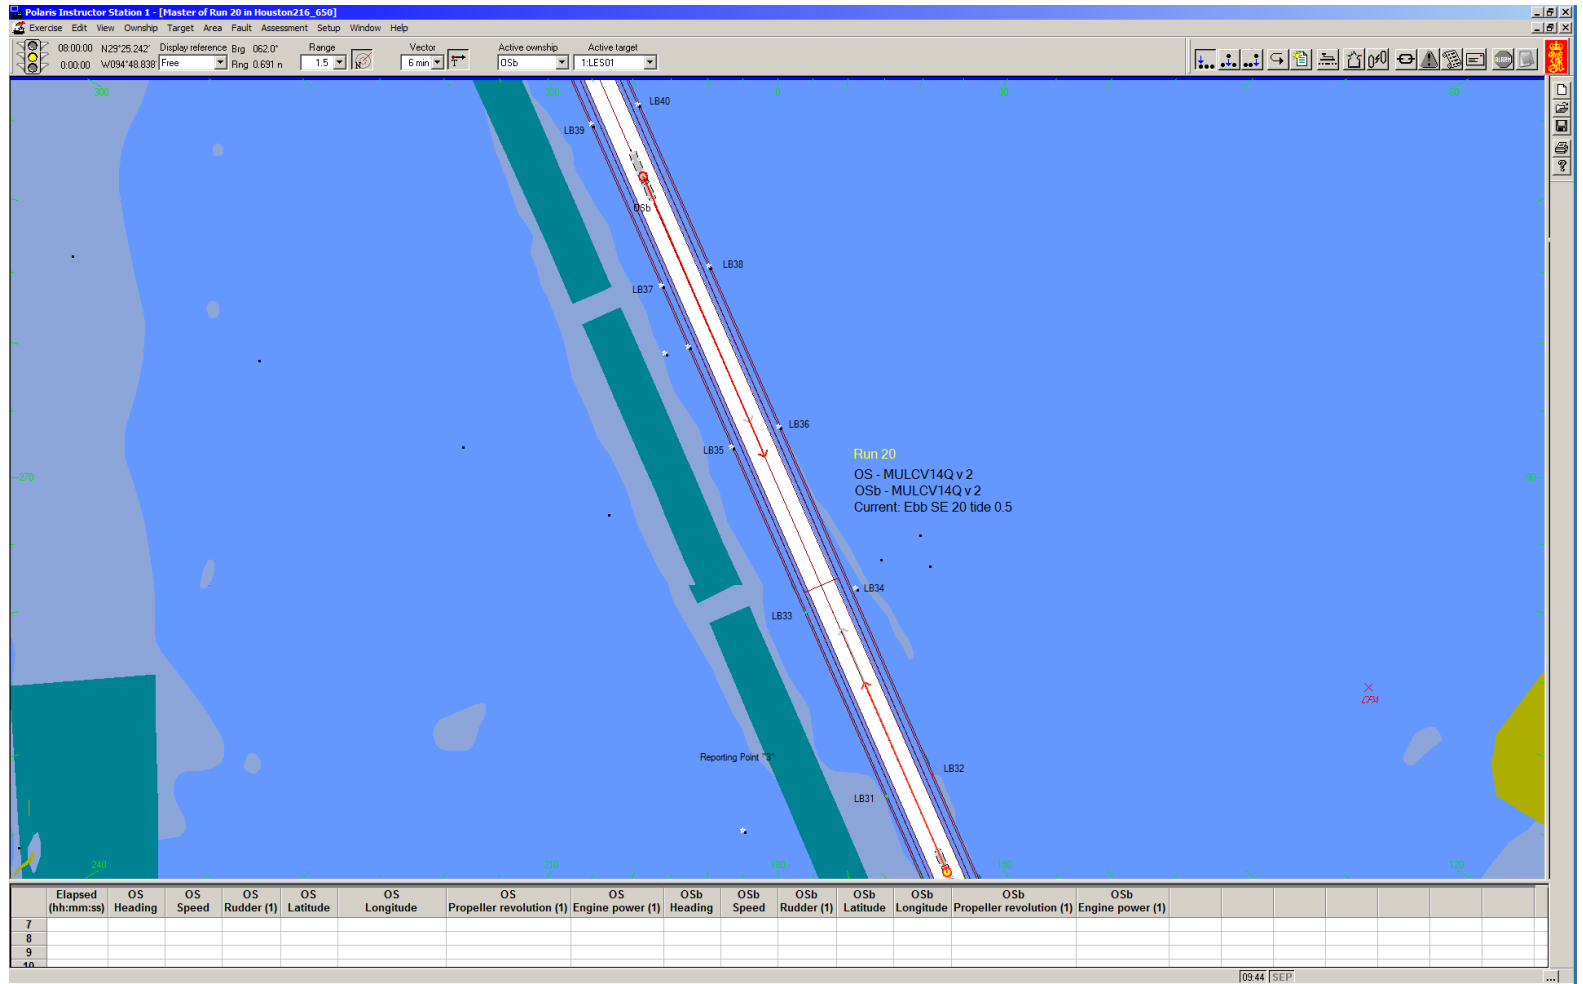 Polaris Instructor Station 1 - [Master of Run 20 in Houston216_650]
Exercise Edit View Ownship Target Area Fault Assessment Setup Window Help
08:00:00 N29°25.242' Display reference Brg 062.0° Range Vector Active ownship Active target
0:00:00 W094°48.838 Free Rng 0.691 n 1.5 6 min OSb 1:LES01
300
330
0
60
LB40
LB39
OSb
LB38
LB37
LB36
LB35
Run 20
OS - MULCV14Q v 2
OSb - MULCV14Q v 2
Current: Ebb SE 20 tide 0.5
270
90
LB34
LB33
CPA
Reporting Point "3"
LB32
LB31
240
210
180
150
120
Elapsed (hh:mm:ss) OS Heading OS Speed OS Rudder (1) OS Latitude OS Longitude OS Propeller revolution (1) OS Engine power (1) OSb Heading OSb Speed OSb Rudder (1) OSb Latitude OSb Longitude OSb Propeller revolution (1) OSb Engine power (1)
7
8
9
10
09:44 SEP